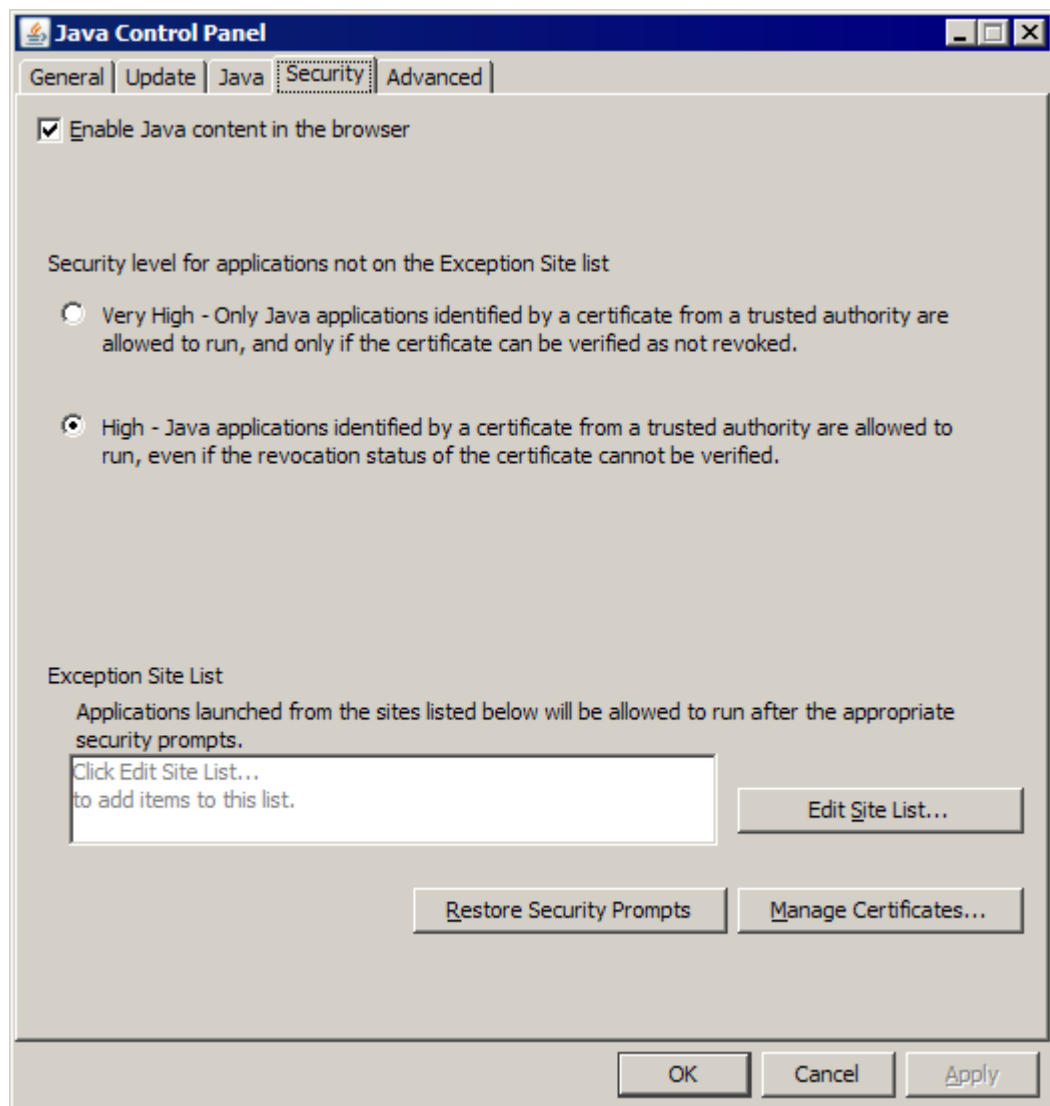 Java Control Panel
General Update Java Security Advanced
Enable Java content in the browser
Security level for applications not on the Exception Site list
Very High - Only Java applications identified by a certificate from a trusted authority are
allowed to run, and only if the certificate can be verified as not revoked.
High - Java applications identified by a certificate from a trusted authority are allowed to
run, even if the revocation status of the certificate cannot be verified.
Exception Site List
Applications launched from the sites listed below will be allowed to run after the appropriate
security prompts.
Click Edit Site List...
to add items to this list.
Edit Site List...
Restore Security Prompts Manage Certificates...
OK Cancel Apply